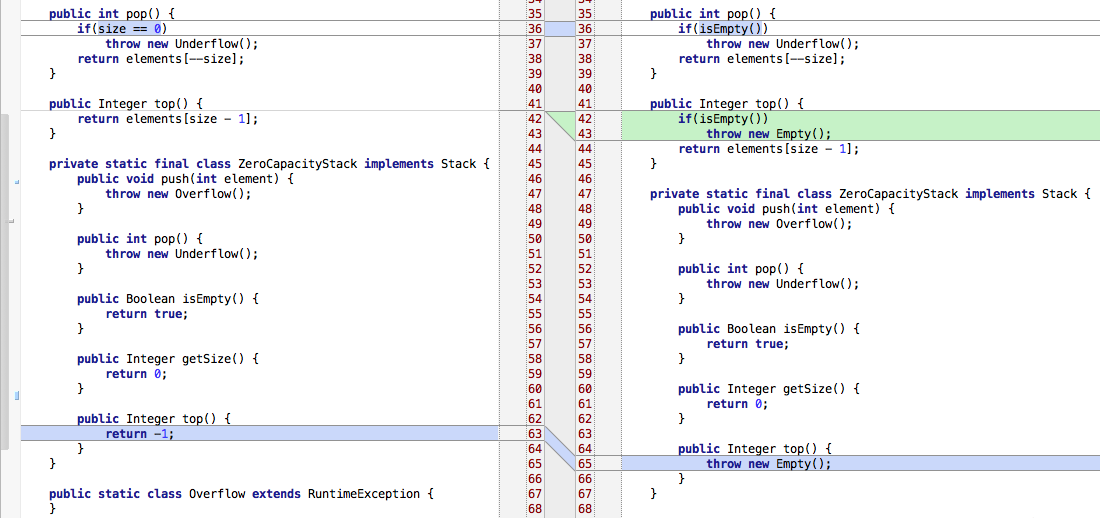 34 34
public int pop() { 35 35 public int pop() {
if(size == 0) 36 36 if(isEmpty())
throw new Underflow(); 37 37 throw new Underflow();
return elements[--size]; 38 38 return elements[--size];
} 39 39 }
40 40
public Integer top() { 41 41 public Integer top() {
return elements[size - 1]; 42 42 if(isEmpty())
} 43 43 throw new Empty();
44 44 return elements[size - 1];
private static final class ZeroCapacityStack implements Stack { 45 45 }
public void push(int element) { 46 46
throw new Overflow(); 47 47 private static final class ZeroCapacityStack implements Stack {
} 48 48 public void push(int element) {
49 49 throw new Overflow();
public int pop() { 50 50 }
throw new Underflow(); 51 51
} 52 52 public int pop() {
53 53 throw new Underflow();
public Boolean isEmpty() { 54 54 }
return true; 55 55
} 56 56 public Boolean isEmpty() {
57 57 return true;
public Integer getSize() { 58 58 }
return 0; 59 59
} 60 60 public Integer getSize() {
61 61 return 0;
public Integer top() { 62 62 }
return -1; 63 63
} 64 64 public Integer top() {
} 65 65 throw new Empty();
66 66 }
public static class Overflow extends RuntimeException { 67 67 }
} 68 68